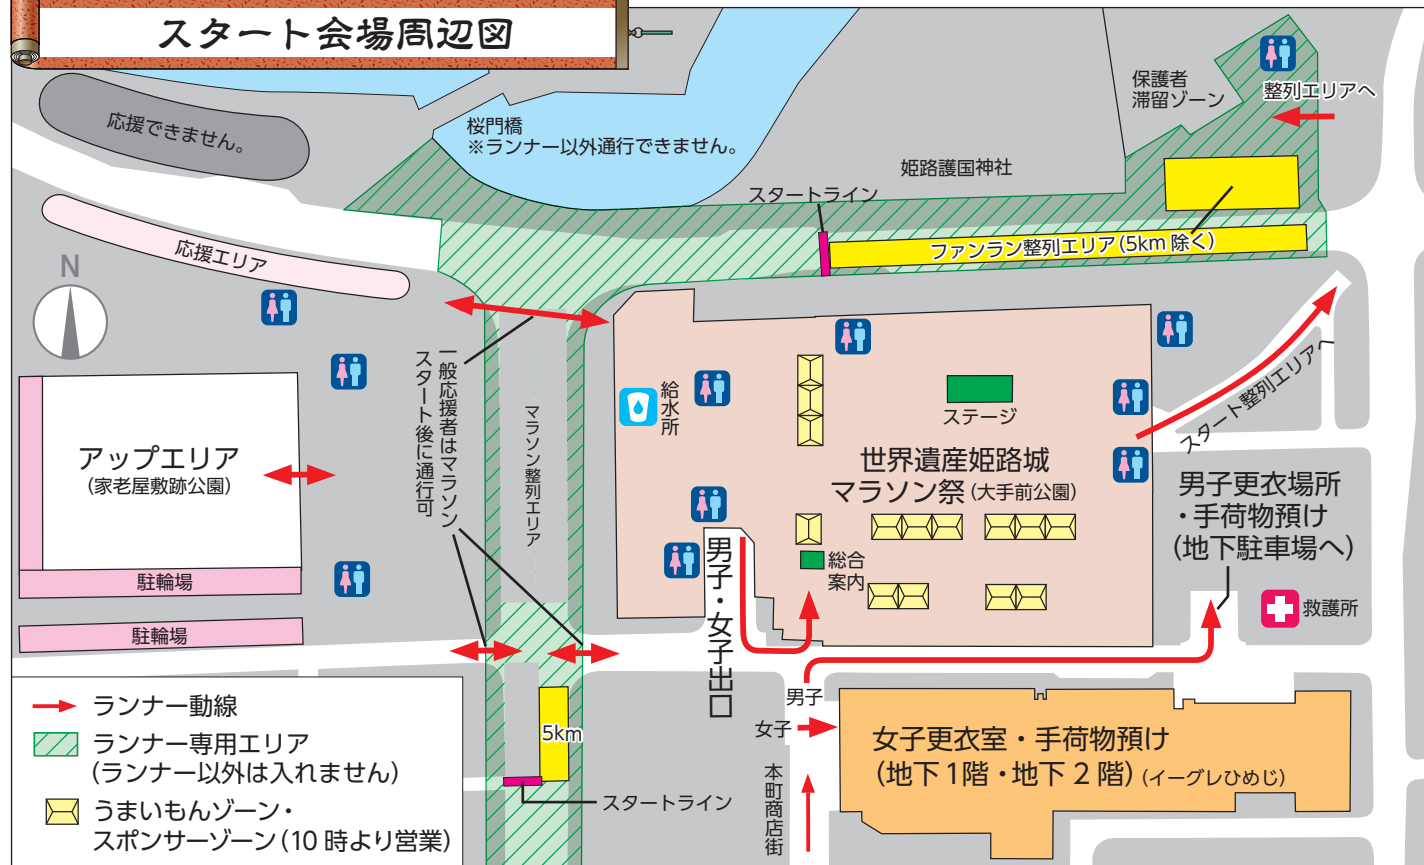 スタート会場周辺図
応援できません。
桜門橋
※ランナー以外通行できません。
保護者
滞留ゾーン
整列エリアへ
姫路護国神社
スタートライン
ファンラン整列エリア(5km 除く)
応援エリア
N
一般応援者はマラソン
スタート後に通行可
マラソン整列エリア
給水所
ステージ
スタート整列エリアへ
アップエリア
(家老屋敷跡公園)
世界遺産姫路城
マラソン祭(大手前公園)
男子更衣場所
・手荷物預け
(地下駐車場へ)
総合
案内
男子・女子出口
駐輪場
駐輪場
救護所
男子
女子
本町商店街
女子更衣室・手荷物預け
(地下1階・地下2階)(イーグレひめじ)
5km
スタートライン
ランナー動線
ランナー専用エリア
(ランナー以外は入れません)
うまいもんゾーン・
スポンサーゾーン(10時より営業)